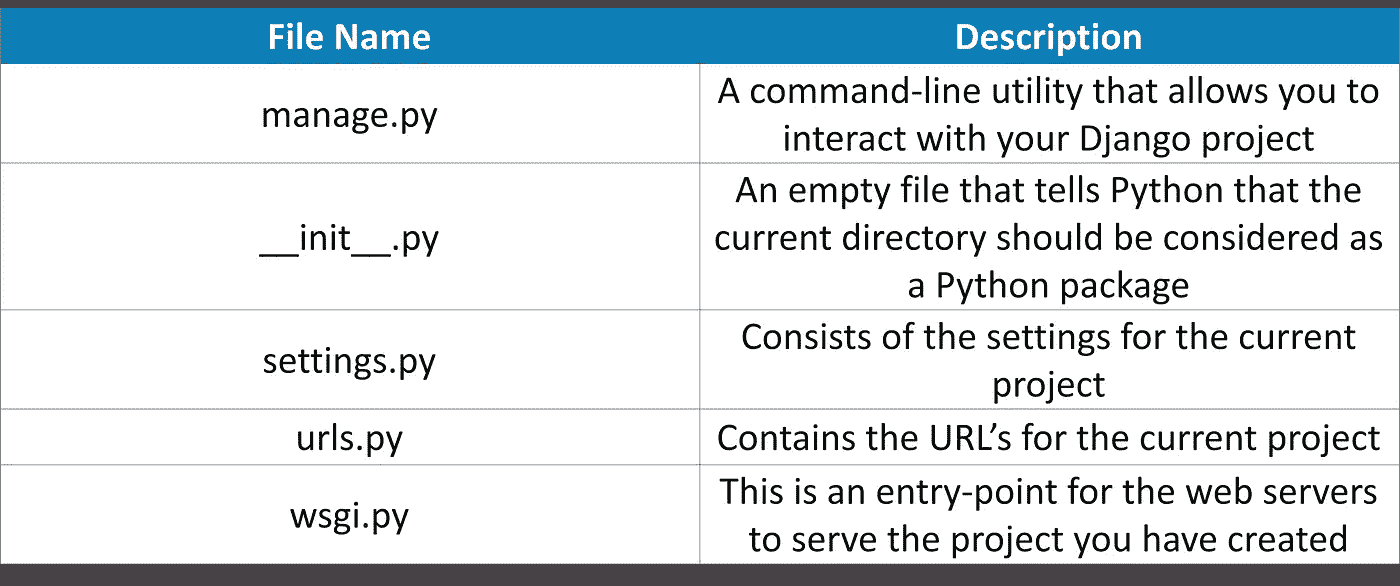 File Name
Description
manage.py
A command-line utility that allows you to
interact with your Django project
__init__.py
An empty file that tells Python that the
current directory should be considered as
a Python package
settings.py
Consists of the settings for the current
project
urls.py
Contains the URL’s for the current project
wsgi.py
This is an entry-point for the web servers
to serve the project you have created